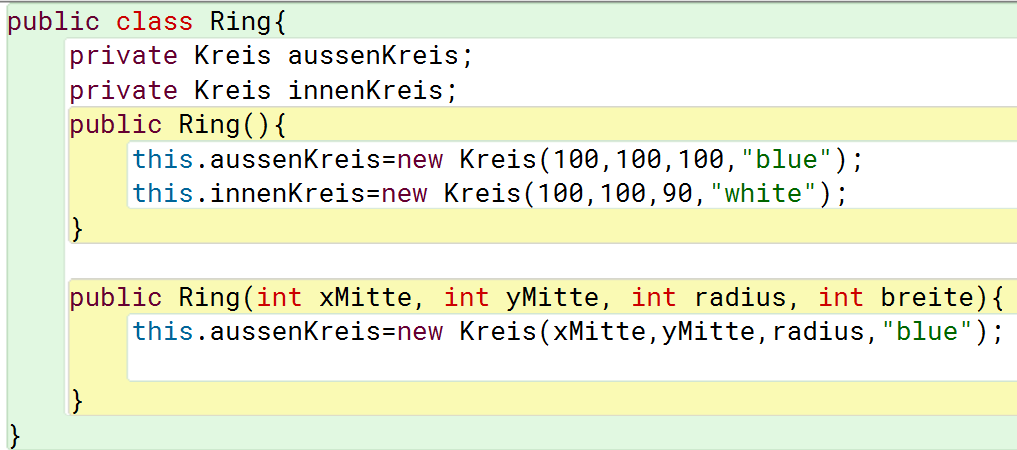 public class Ring{
private Kreis aussenKreis;
private Kreis innenKreis;
public Ring(){
this.aussenKreis=new Kreis(100,100,100,"blue");
this.innenKreis=new Kreis(100,100,90,"white");
}
public Ring(int xMitte, int yMitte, int radius, int breite){
this.aussenKreis=new Kreis(xMitte,yMitte,radius,"blue");
}
}